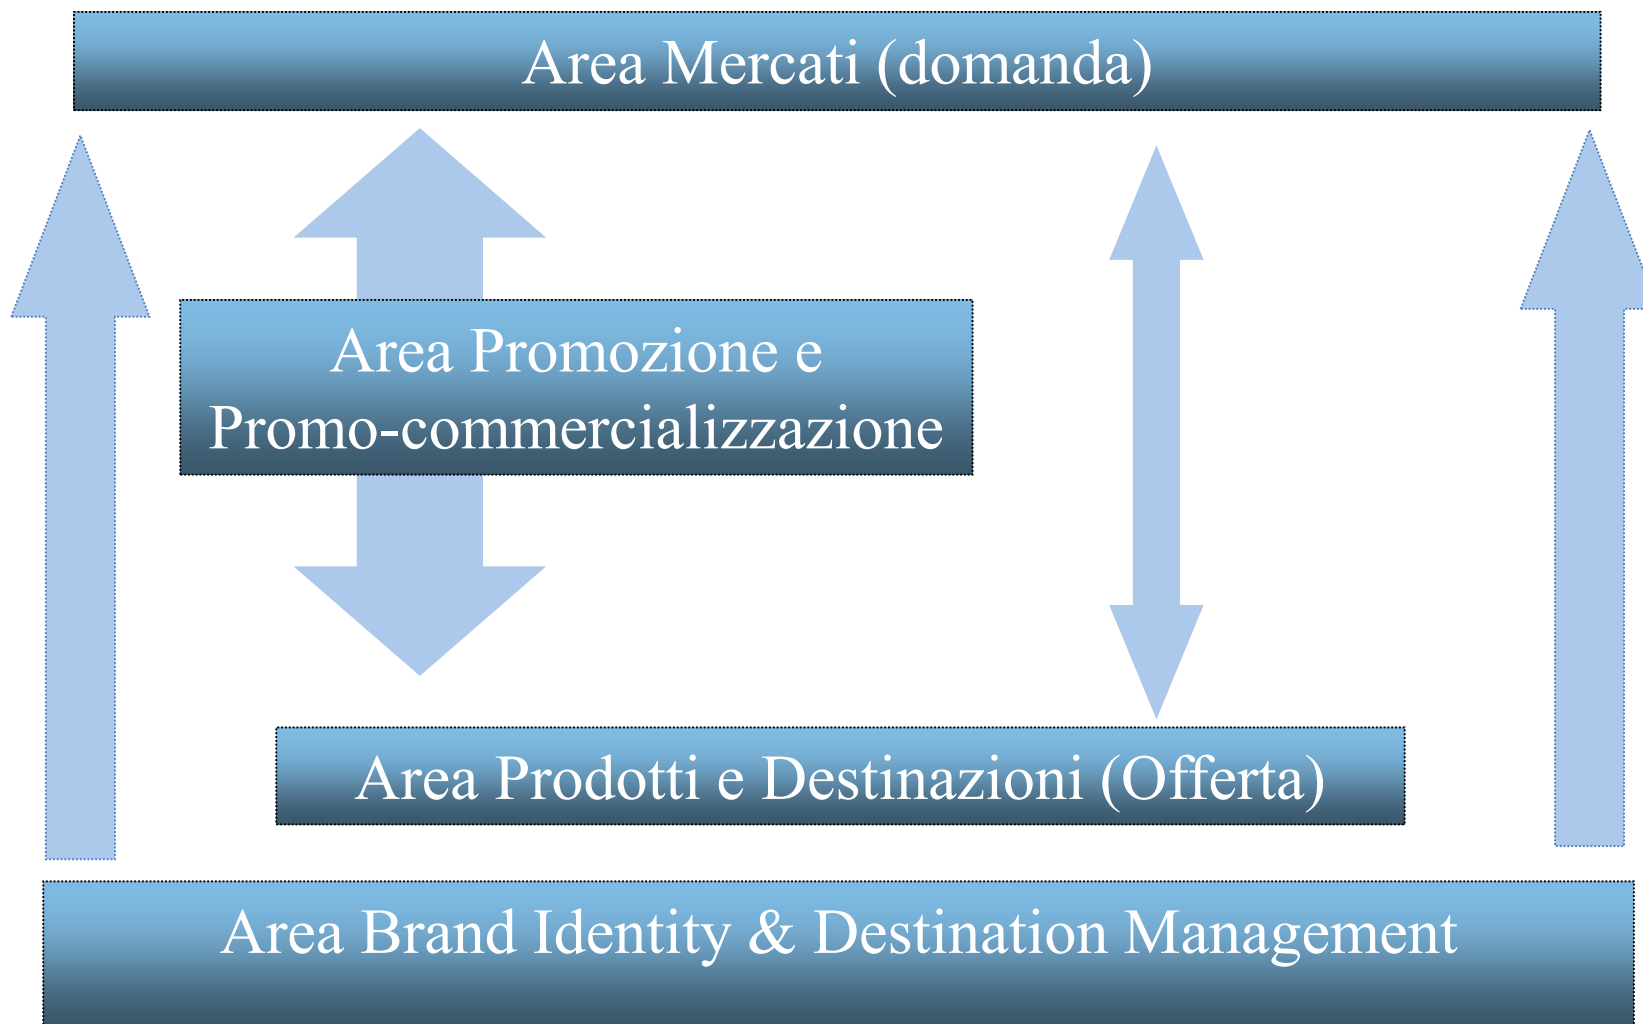 Area Mercati (domanda)
Area Promozione e
Promo-commercializzazione
Area Prodotti e Destinazioni (Offerta)
Area Brand Identity & Destination Management